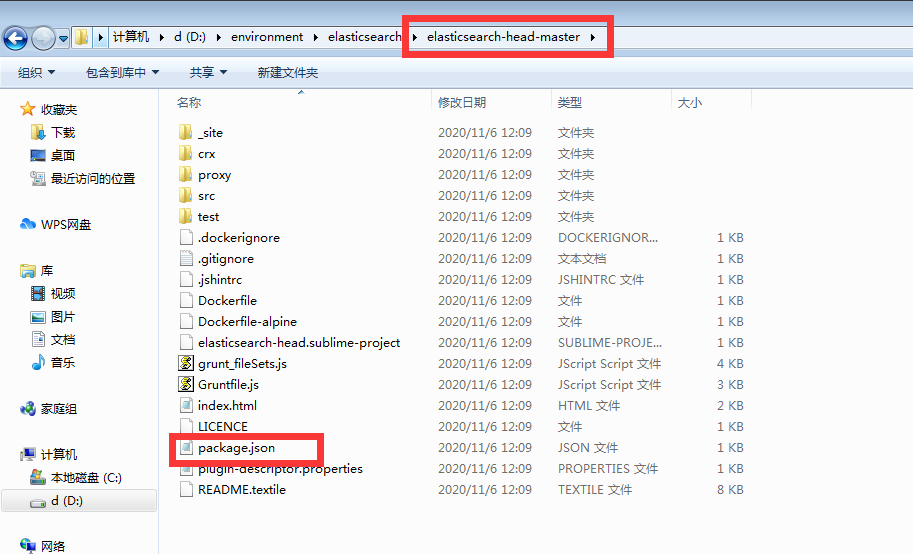 计算机 d (D:) environment elasticsearch elasticsearch-head-master
组织 包含到库中 共享 新建文件夹
收藏夹
下载
桌面
最近访问的位置
WPS网盘
库
视频
图片
文档
音乐
家庭组
计算机
本地磁盘 (C:)
d (D:)
网络
名称 修改日期 类型 大小
_site 2020/11/6 12:09 文件夹
crx 2020/11/6 12:09 文件夹
proxy 2020/11/6 12:09 文件夹
src 2020/11/6 12:09 文件夹
test 2020/11/6 12:09 文件夹
.dockerignore 2020/11/6 12:09 DOCKERIGNOR... 1 KB
.gitignore 2020/11/6 12:09 文本文档 1 KB
.jshintrc 2020/11/6 12:09 JSHINTRC 文件 1 KB
Dockerfile 2020/11/6 12:09 文件 1 KB
Dockerfile-alpine 2020/11/6 12:09 文件 1 KB
elasticsearch-head.sublime-project 2020/11/6 12:09 SUBLIME-PROJE... 1 KB
grunt_fileSets.js 2020/11/6 12:09 JScript Script 文件 4 KB
Gruntfile.js 2020/11/6 12:09 JScript Script 文件 3 KB
index.html 2020/11/6 12:09 HTML 文件 2 KB
LICENCE 2020/11/6 12:09 文件 1 KB
package.json 2020/11/6 12:09 JSON 文件 1 KB
plugin-descriptor.properties 2020/11/6 12:09 PROPERTIES 文件 1 KB
README.textile 2020/11/6 12:09 TEXTILE 文件 8 KB